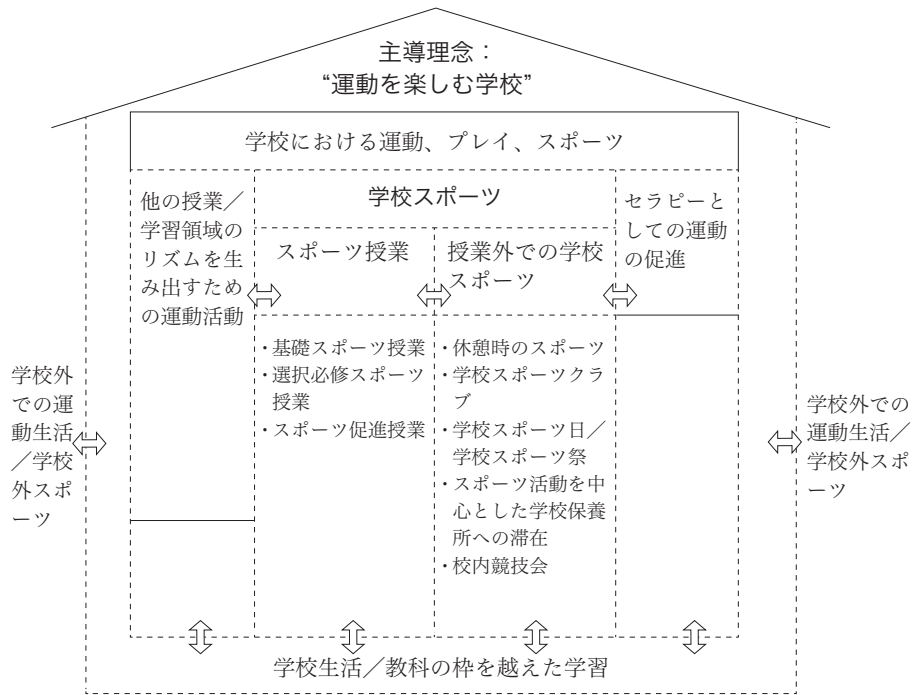 主導理念：
“運動を楽しむ学校”
学校における運動、プレイ、スポーツ
他の授業／
学習領域の
リズムを生
み出すため
の運動活動
学校スポーツ
スポーツ授業
授業外での学校
スポーツ
セラピーと
しての運動
の促進
・基礎スポーツ授業
・選択必修スポーツ
授業
・スポーツ促進授業
・休憩時のスポーツ
・学校スポーツクラ
ブ
・学校スポーツ日／
学校スポーツ祭
・スポーツ活動を中
心とした学校保養
所への滞在
・校内競技会
学校外
での運
動生活
／学校
外スポ
ーツ
学校外での
運動生活／
学校外スポ
ーツ
学校生活／教科の枠を越えた学習